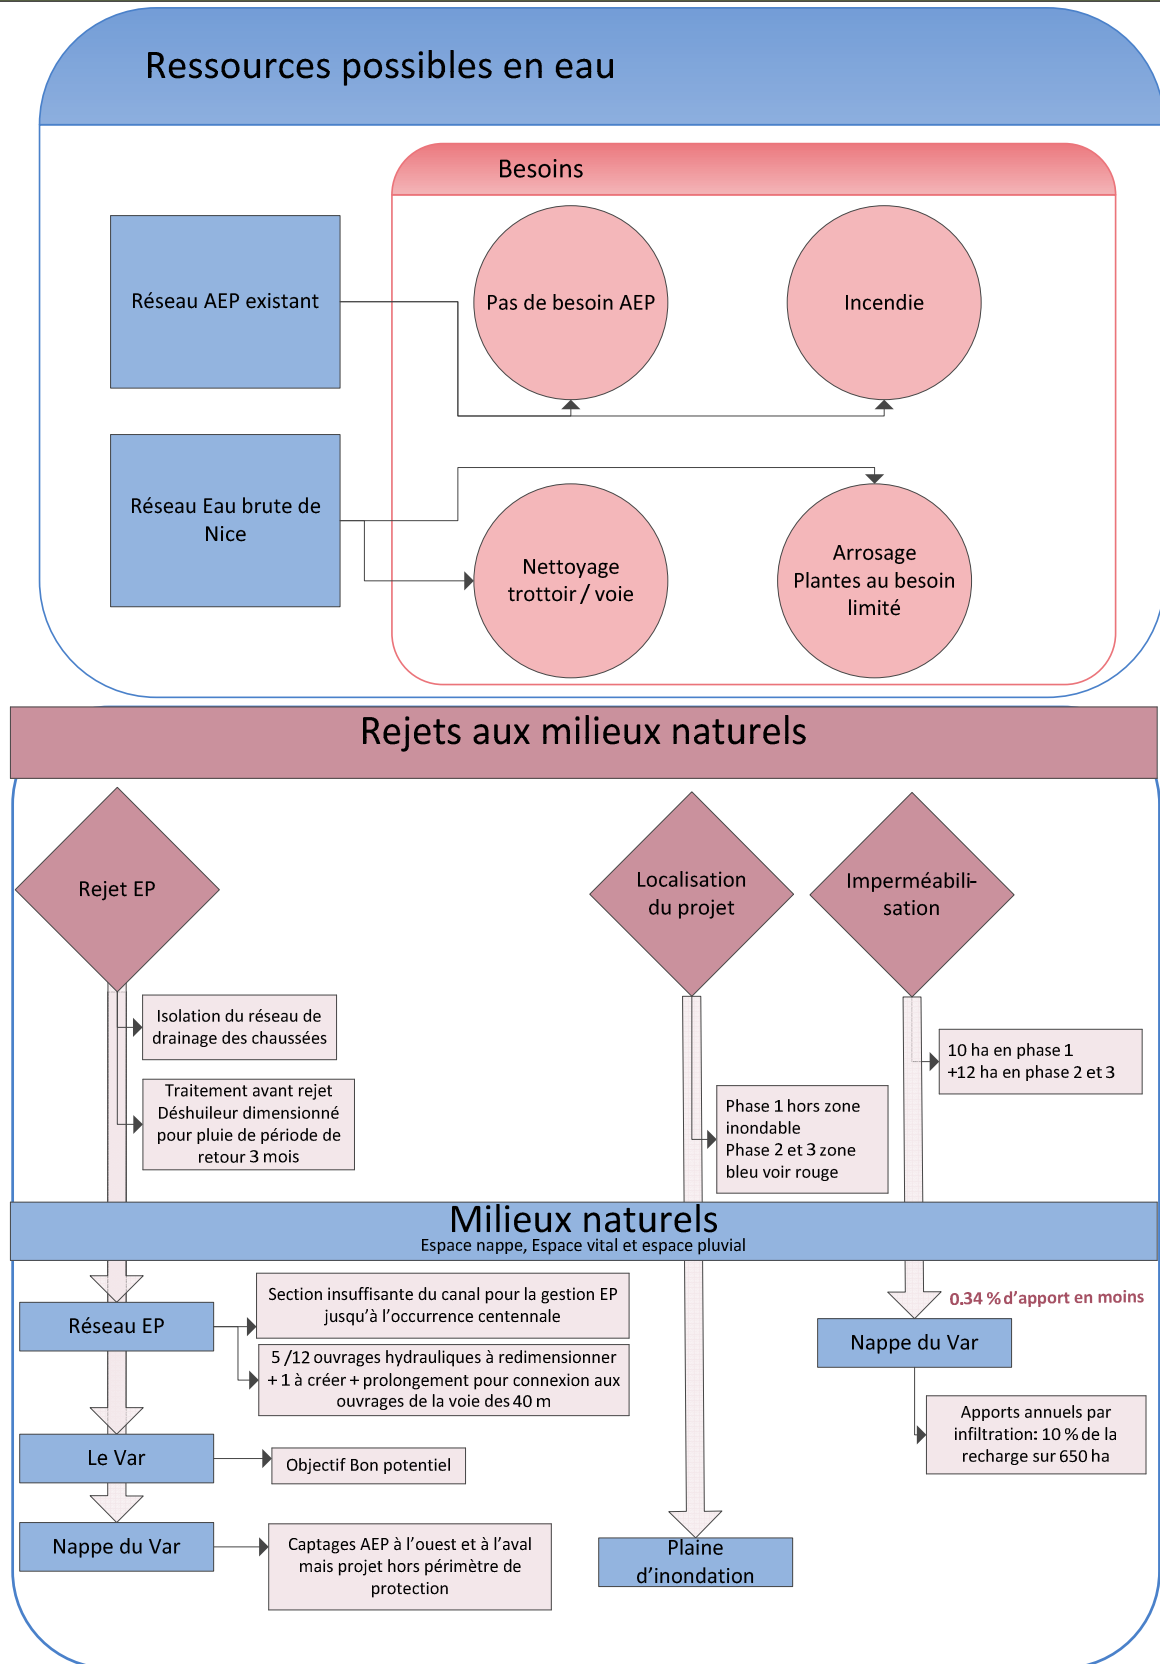 Ressources possibles en eau
Besoins
Réseau AEP existant
Pas de besoin AEP
Incendie
Réseau Eau brute de
Nice
Nettoyage
trottoir / voie
Arrosage
Plantes au besoin
limité
Rejets aux milieux naturels
Rejet EP
Localisation
du projet
Imperméabili-
sation
Isolation du réseau de
drainage des chaussées
Traitement avant rejet
Déshuileur dimensionné
pour pluie de période de
retour 3 mois
Phase 1 hors zone
inondable
Phase 2 et 3 zone
bleu voir rouge
10 ha en phase 1
+12 ha en phase 2 et 3
Milieux naturels
Espace nappe, Espace vital et espace pluvial
Réseau EP
Section insuffisante du canal pour la gestion EP
jusqu'à l'occurrence centennale
5 /12 ouvrages hydrauliques à redimensionner
+ 1 à créer + prolongement pour connexion aux
ouvrages de la voie des 40 m
Le Var
Objectif Bon potentiel
Nappe du Var
Captages AEP à l'ouest et à l'aval
mais projet hors périmètre de
protection
Plaine
d'inondation
0.34 % d'apport en moins
Nappe du Var
Apports annuels par
infiltration: 10 % de la
recharge sur 650 ha